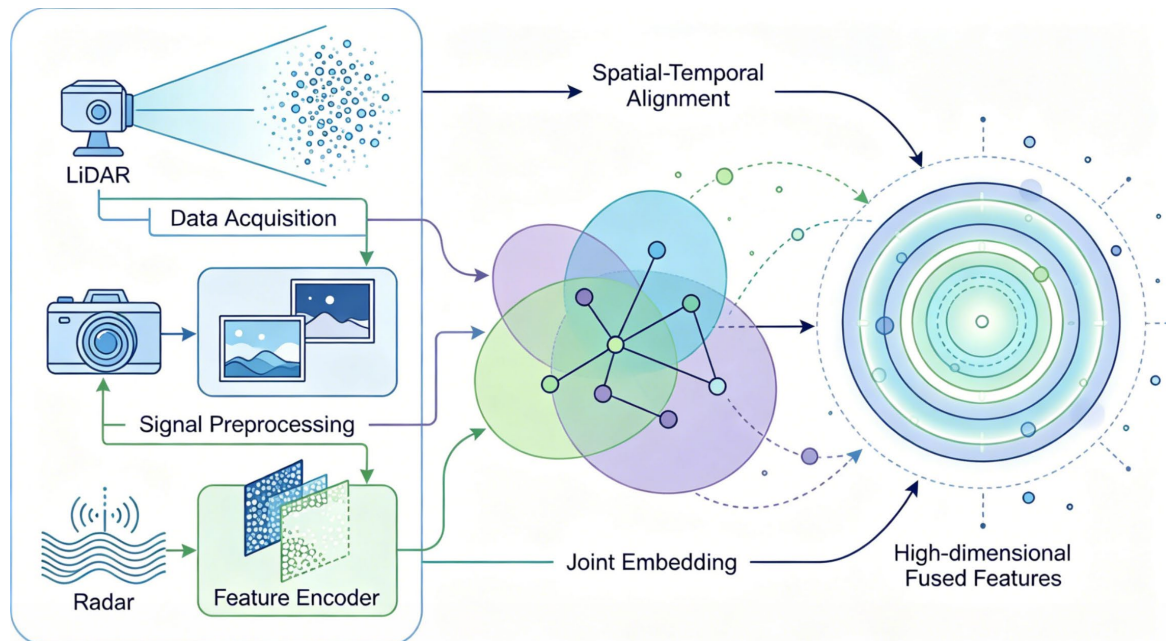 LiDAR
Data Acquisition
Signal Preprocessing
Radar
Feature Encoder
Spatial-Temporal
Alignment
Joint Embedding
High-dimensional
Fused Features